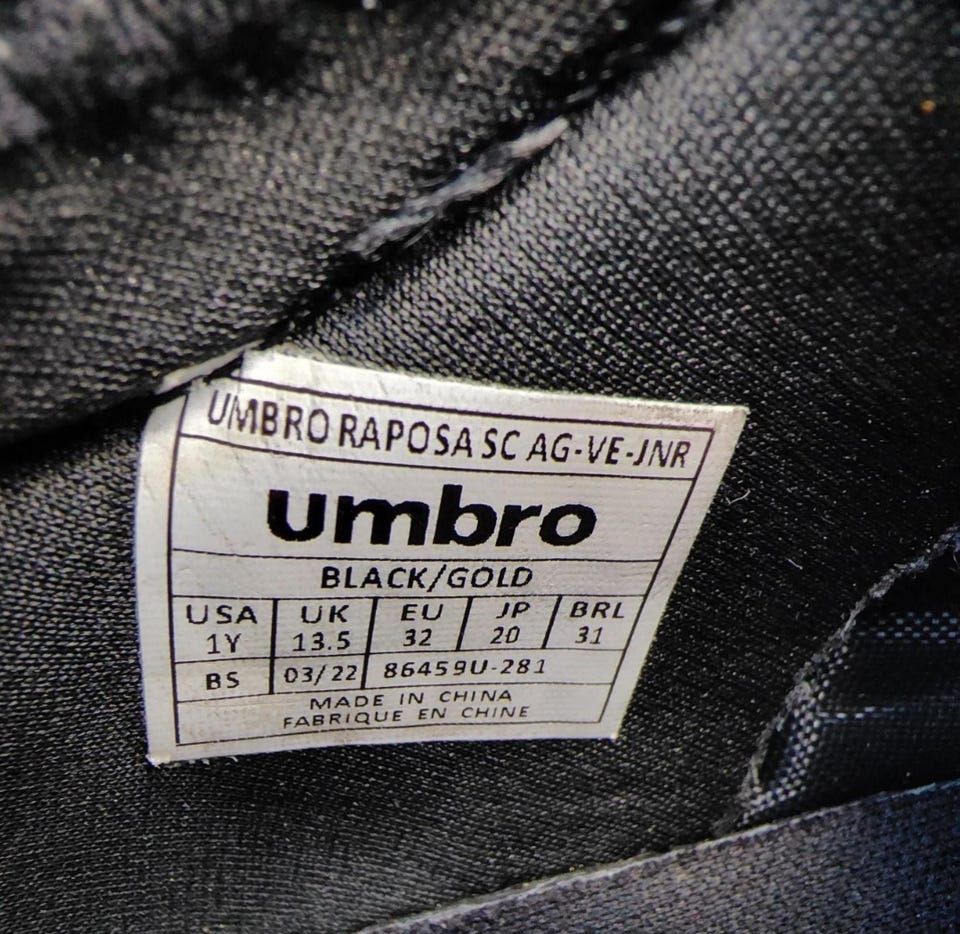 UMBRO RAPOSA SC AG-VE-JNR
umbro
BLACK/GOLD
USA UK EU JP BRL
1Y 13.5 32 20 31
BS 03/22 86459U-281
MADE IN CHINA
FABRIQUE EN CHINE